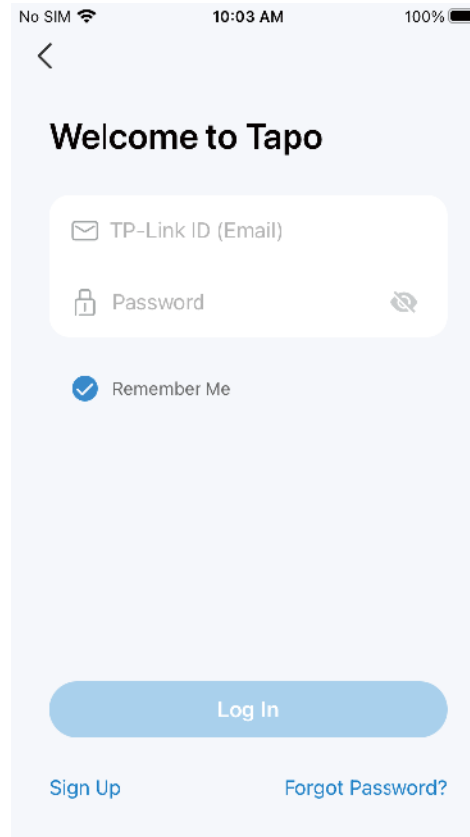 No SIM 10:03 AM 100%
Welcome to Tapo
TP-Link ID (Email)
Password
Remember Me
Log In
Sign Up Forgot Password?